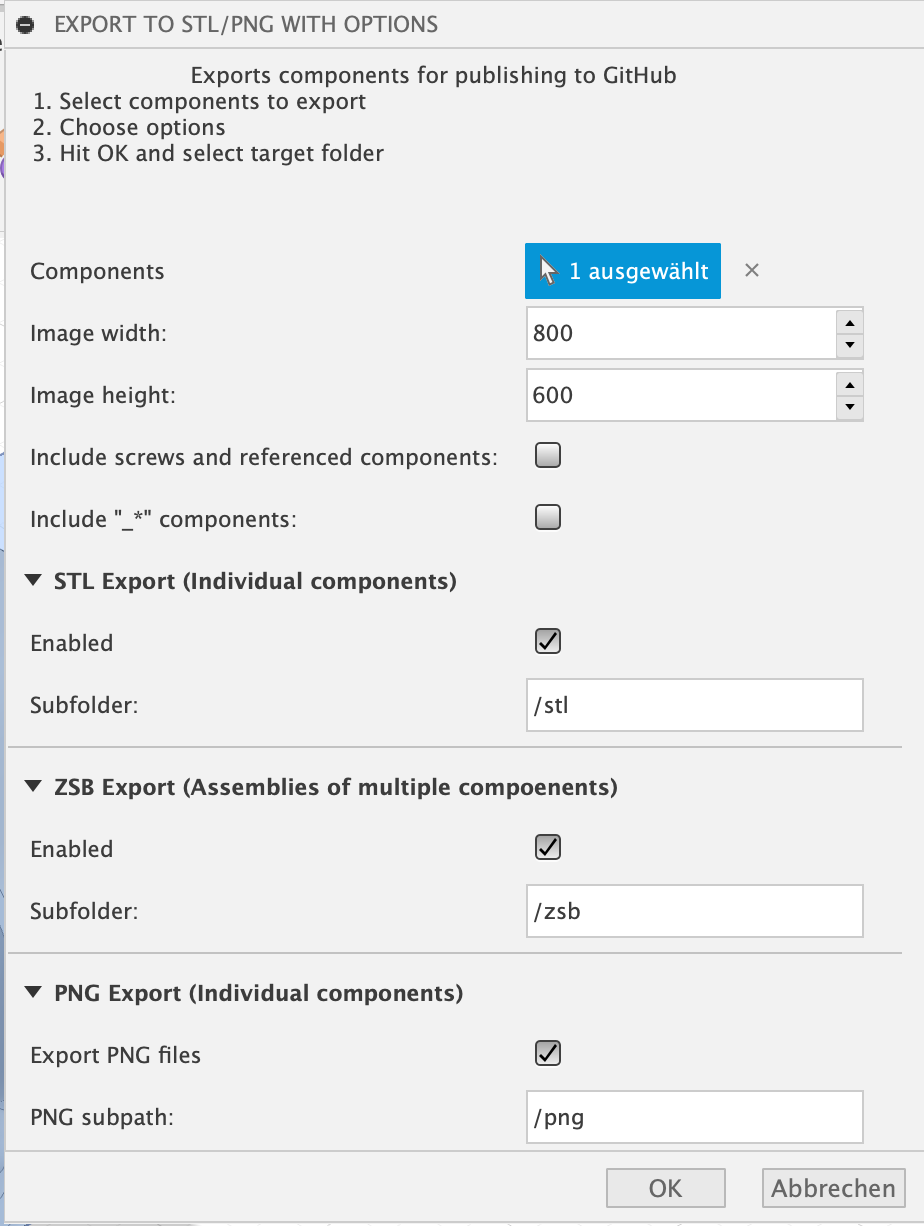 EXPORT TO STL/PNG WITH OPTIONS
Exports components for publishing to GitHub
1. Select components to export
2. Choose options
3. Hit OK and select target folder
Components
1 ausgewählt
Image width:
800
Image height:
600
Include screws and referenced components:
Include "_*" components:
STL Export (Individual components)
Enabled
Subfolder:
/stl
ZSB Export (Assemblies of multiple compoenents)
Enabled
Subfolder:
/zsb
PNG Export (Individual components)
Export PNG files
PNG subpath:
/png
OK
Abbrechen